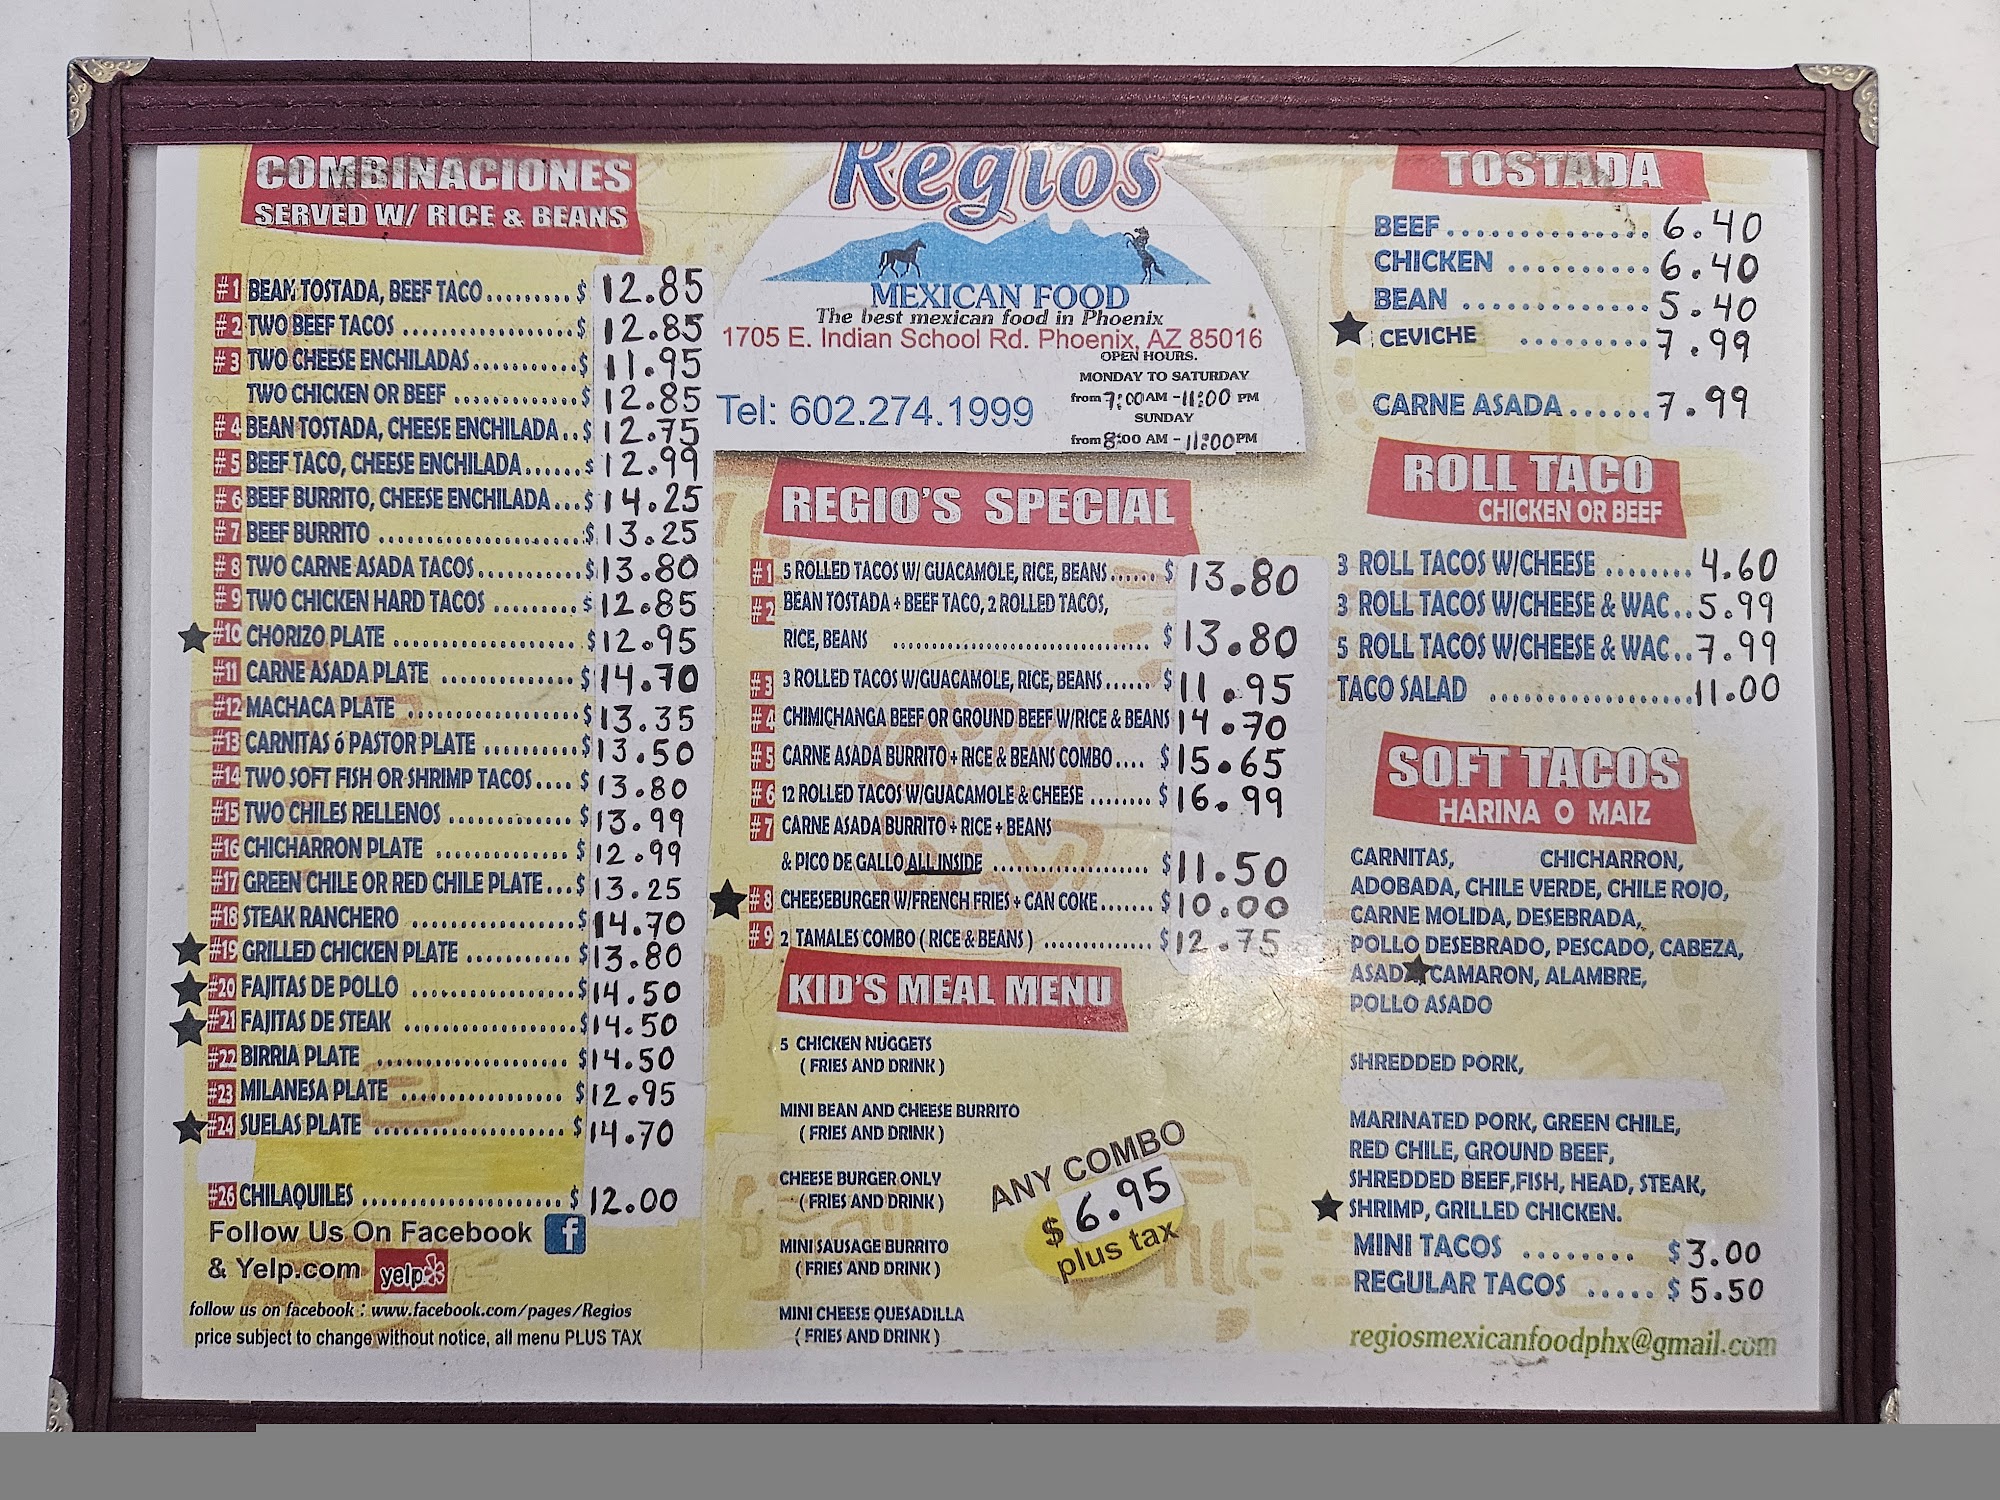 COMBINACIONES
SERVED W/ RICE & BEANS
#1 BEAN TOSTADA, BEEF TACO.........$ 12.85
#2 TWO BEEF TACOS ..................$ 12.85
#3 TWO CHEESE ENCHILADAS............$ 11.95
TWO CHICKEN OR BEEF .............$ 12.85
#4 BEAN TOSTADA, CHEESE ENCHILADA..$ 12.75
#5 BEEF TACO, CHEESE ENCHILADA......$ 12.99
#6 BEEF BURRITO, CHEESE ENCHILADA...$ 14.25
#7 BEEF BURRITO .....................$ 13.25
#8 TWO CARNE ASADA TACOS...........$ 13.80
#9 TWO CHICKEN HARD TACOS ..........$ 12.85
#10 CHORIZO PLATE ...................$ 12.95
#11 CARNE ASADA PLATE ..............$ 14.70
#12 MACHACA PLATE ..................$ 13.35
#13 CARNITAS ó PASTOR PLATE ..........$ 13.50
#14 TWO SOFT FISH OR SHRIMP TACOS....$ 13.80
#15 TWO CHILES RELLENOS .............$ 13.99
#16 CHICHARRON PLATE ..............$ 12.99
#17 GREEN CHILE OR RED CHILE PLATE...$ 13.25
#18 STEAK RANCHERO .................$ 14.70
#19 GRILLED CHICKEN PLATE ...........$ 13.80
#20 FAJITAS DE POLLO .................$ 14.50
#21 FAJITAS DE STEAK ..................$ 14.50
#22 BIRRIA PLATE ....................$ 14.50
#23 MILANESA PLATE .................$ 12.95
#24 SUELAS PLATE ....................$ 14.70
#26 CHILAQUILES .....................$ 12.00
Follow Us On Facebook f
& Yelp.com yelp
follow us on facebook : www.facebook.com/pages/Regios
price subject to change without notice, all menu PLUS TAX
Regios
MEXICAN FOOD
The best mexican food in Phoenix
1705 E. Indian School Rd. Phoenix, AZ 85016
OPEN HOURS.
MONDAY TO SATURDAY
from 7:00 AM - 11:00 PM
SUNDAY
from 8:00 AM - 11:00 PM
Tel: 602.274.1999
REGIO'S SPECIAL
#1 5 ROLLED TACOS W/ GUACAMOLE, RICE, BEANS...... $ 13.80
#2 BEAN TOSTADA + BEEF TACO, 2 ROLLED TACOS,
RICE, BEANS ................................... $ 13.80
#3 3 ROLLED TACOS W/GUACAMOLE, RICE, BEANS...... $ 11.95
#4 CHIMICHANGA BEEF OR GROUND BEEF W/RICE & BEANS 14.70
#5 CARNE ASADA BURRITO + RICE & BEANS COMBO.... $ 15.65
#6 12 ROLLED TACOS W/GUACAMOLE & CHEESE ........ $ 16.99
#7 CARNE ASADA BURRITO + RICE + BEANS
& PICO DE GALLO ALL INSIDE ..................... $ 11.50
#8 CHEESEBURGER W/FRENCH FRIES + CAN COKE....... $ 10.00
#9 2 TAMALES COMBO ( RICE & BEANS ) .............. $ 12.75
KID'S MEAL MENU
5 CHICKEN NUGGETS
( FRIES AND DRINK )
MINI BEAN AND CHEESE BURRITO
( FRIES AND DRINK )
CHEESE BURGER ONLY
( FRIES AND DRINK )
MINI SAUSAGE BURRITO
( FRIES AND DRINK )
MINI CHEESE QUESADILLA
( FRIES AND DRINK )
ANY COMBO
$ 6.95
plus tax
TOSTADA
BEEF............... 6.40
CHICKEN .......... 6.40
BEAN ............. 5.40
CEVICHE ......... 7.99
CARNE ASADA...... 7.99
ROLL TACO
CHICKEN OR BEEF
3 ROLL TACOS W/CHEESE ........ 4.60
3 ROLL TACOS W/CHEESE & WAC.. 5.99
5 ROLL TACOS W/CHEESE & WAC.. 7.99
TACO SALAD ................... 11.00
SOFT TACOS
HARINA O MAIZ
CARNITAS, CHICHARRON,
ADOBADA, CHILE VERDE, CHILE ROJO,
CARNE MOLIDA, DESEBRADA,
POLLO DESEBRADO, PESCADO, CABEZA,
ASADA, CAMARON, ALAMBRE,
POLLO ASADO
SHREDDED PORK,
MARINATED PORK, GREEN CHILE,
RED CHILE, GROUND BEEF,
SHREDDED BEEF,FISH, HEAD, STEAK,
SHRIMP, GRILLED CHICKEN.
MINI TACOS ........ $ 3.00
REGULAR TACOS ..... $ 5.50
regiosmexicanfoodphx@gmail.com